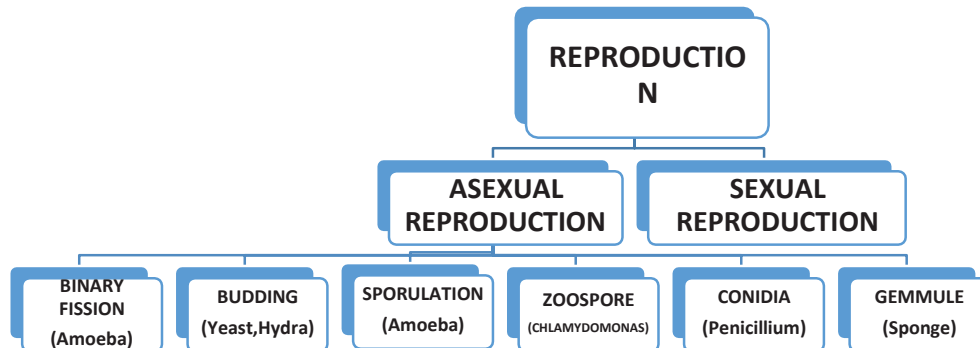 REPRODUCTIO
N
ASEXUAL
REPRODUCTION
SEXUAL
REPRODUCTION
BINARY
FISSION
(Amoeba)
BUDDING
(Yeast,Hydra)
SPORULATION
(Amoeba)
ZOOSPORE
(CHLAMYDOMONAS)
CONIDIA
(Penicillium)
GEMMULE
(Sponge)